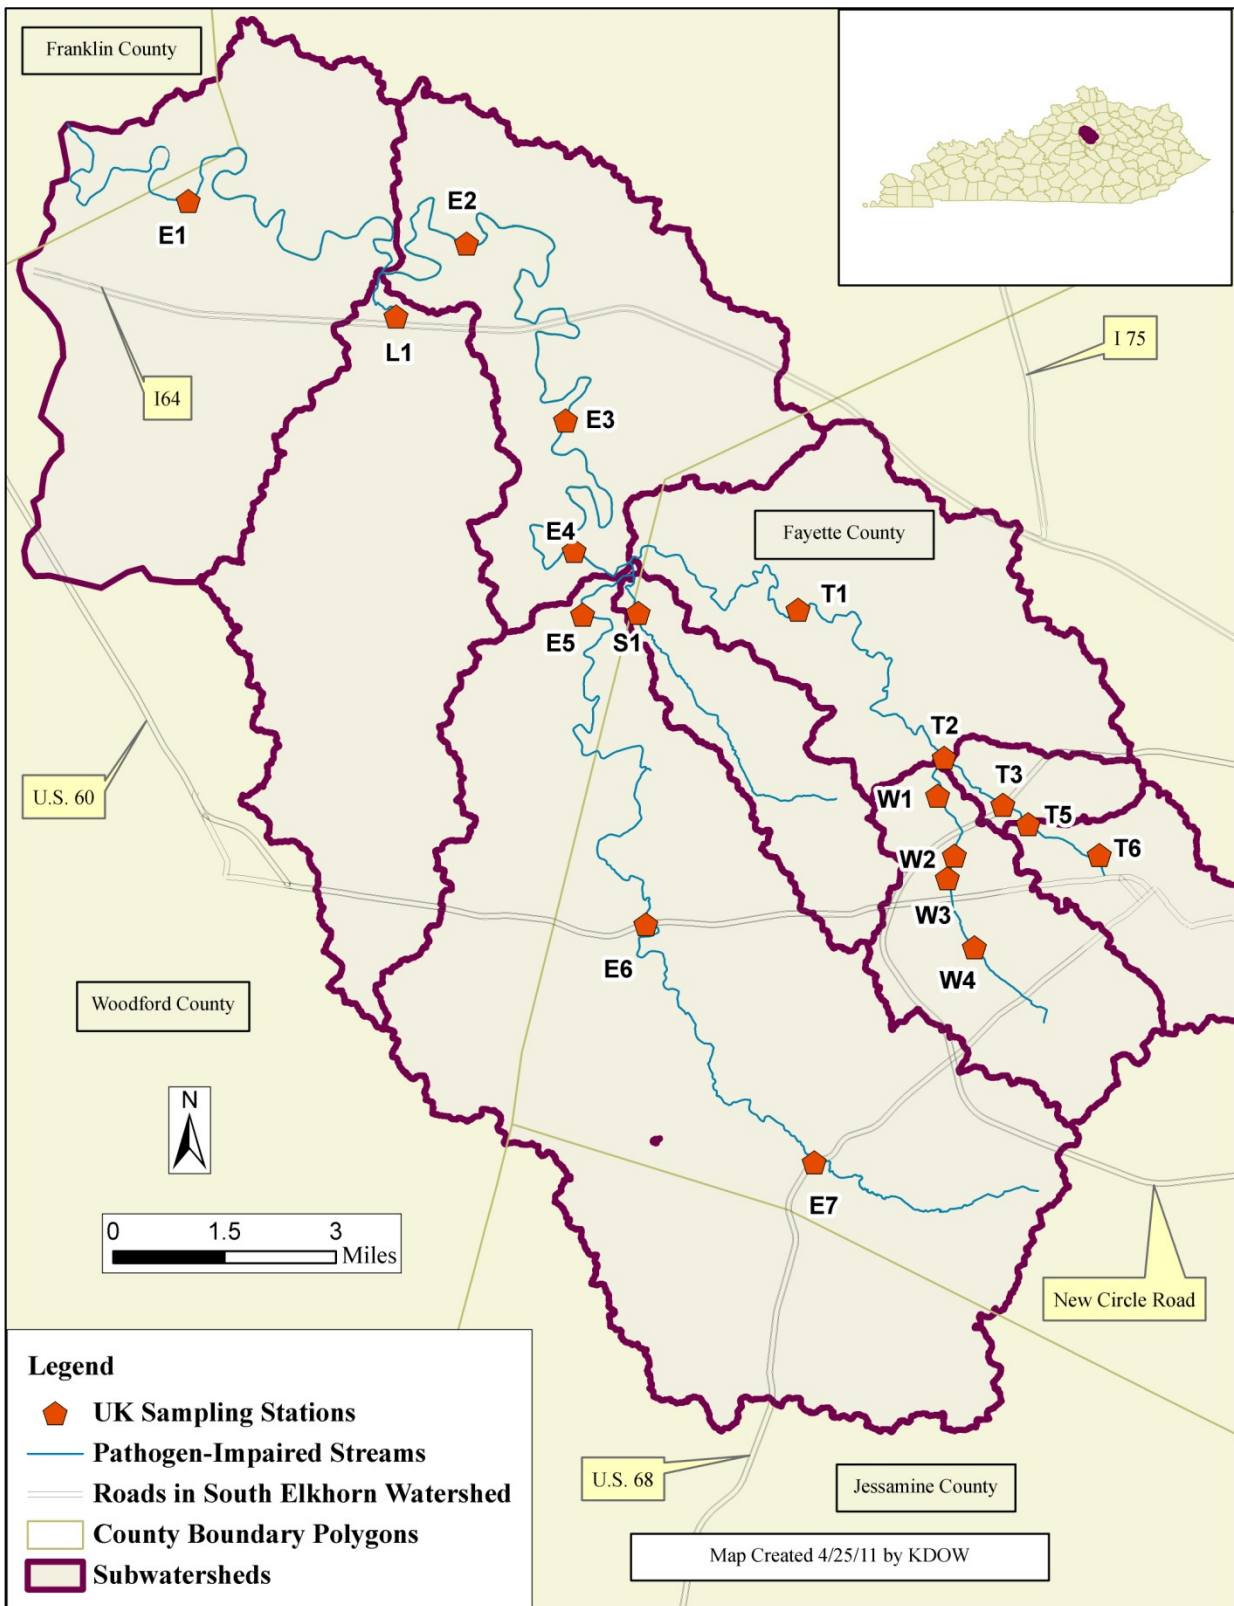 Franklin County
E1
E2
L1
I64
I 75
E3
E4
Fayette County
T1
E5
S1
T2
T3
U.S. 60
W1
T5
W2
T6
W3
E6
W4
Woodford County
N
E7
0 1.5 3
Miles
New Circle Road
Legend
UK Sampling Stations
Pathogen-Impaired Streams
Roads in South Elkhorn Watershed
County Boundary Polygons
Subwatersheds
U.S. 68
Jessamine County
Map Created 4/25/11 by KDOW